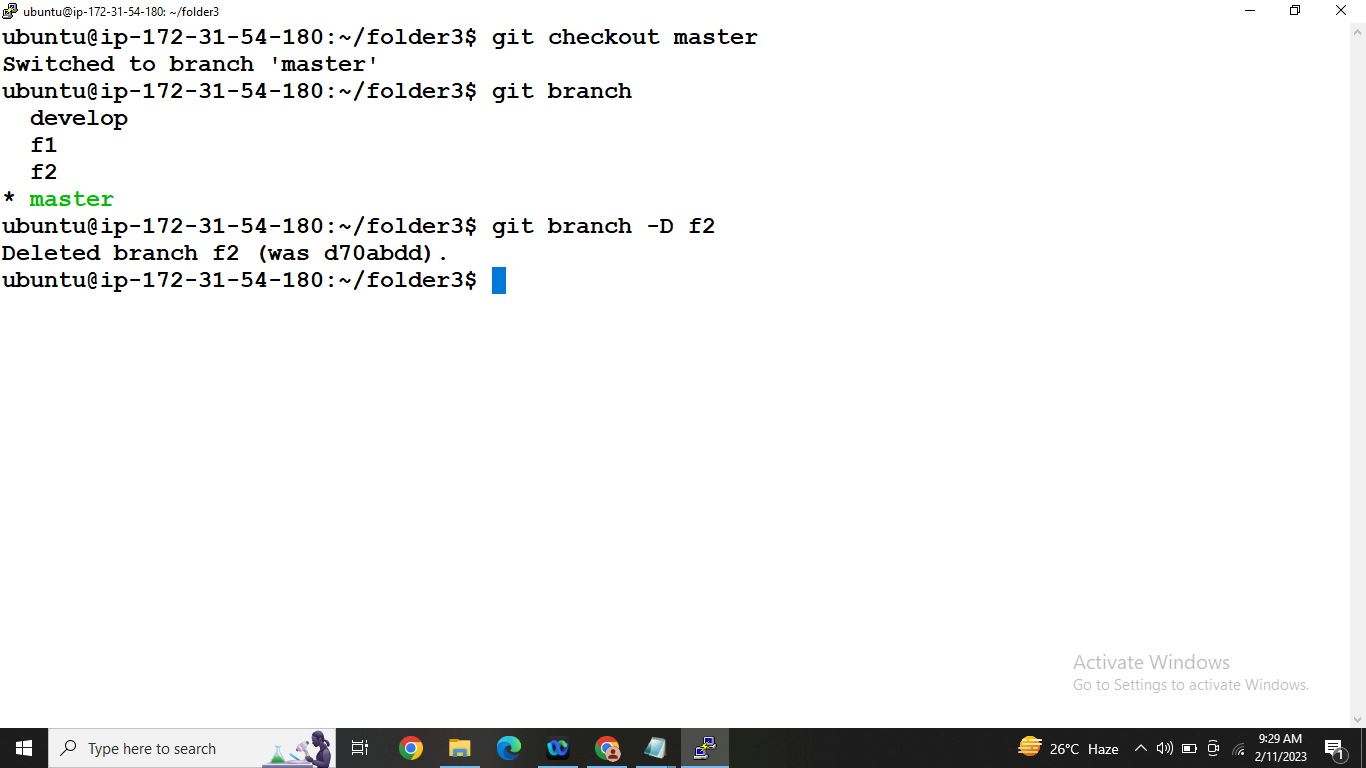 ubuntu@ip-172-31-54-180: ~/folder3
ubuntu@ip-172-31-54-180:~/folder3$ git checkout master
Switched to branch 'master'
ubuntu@ip-172-31-54-180:~/folder3$ git branch
  develop
  f1
  f2
* master
ubuntu@ip-172-31-54-180:~/folder3$ git branch -D f2
Deleted branch f2 (was d70abdd).
ubuntu@ip-172-31-54-180:~/folder3$
Activate Windows
Go to Settings to activate Windows.
Type here to search
26°C Haze
9:29 AM
2/11/2023
1